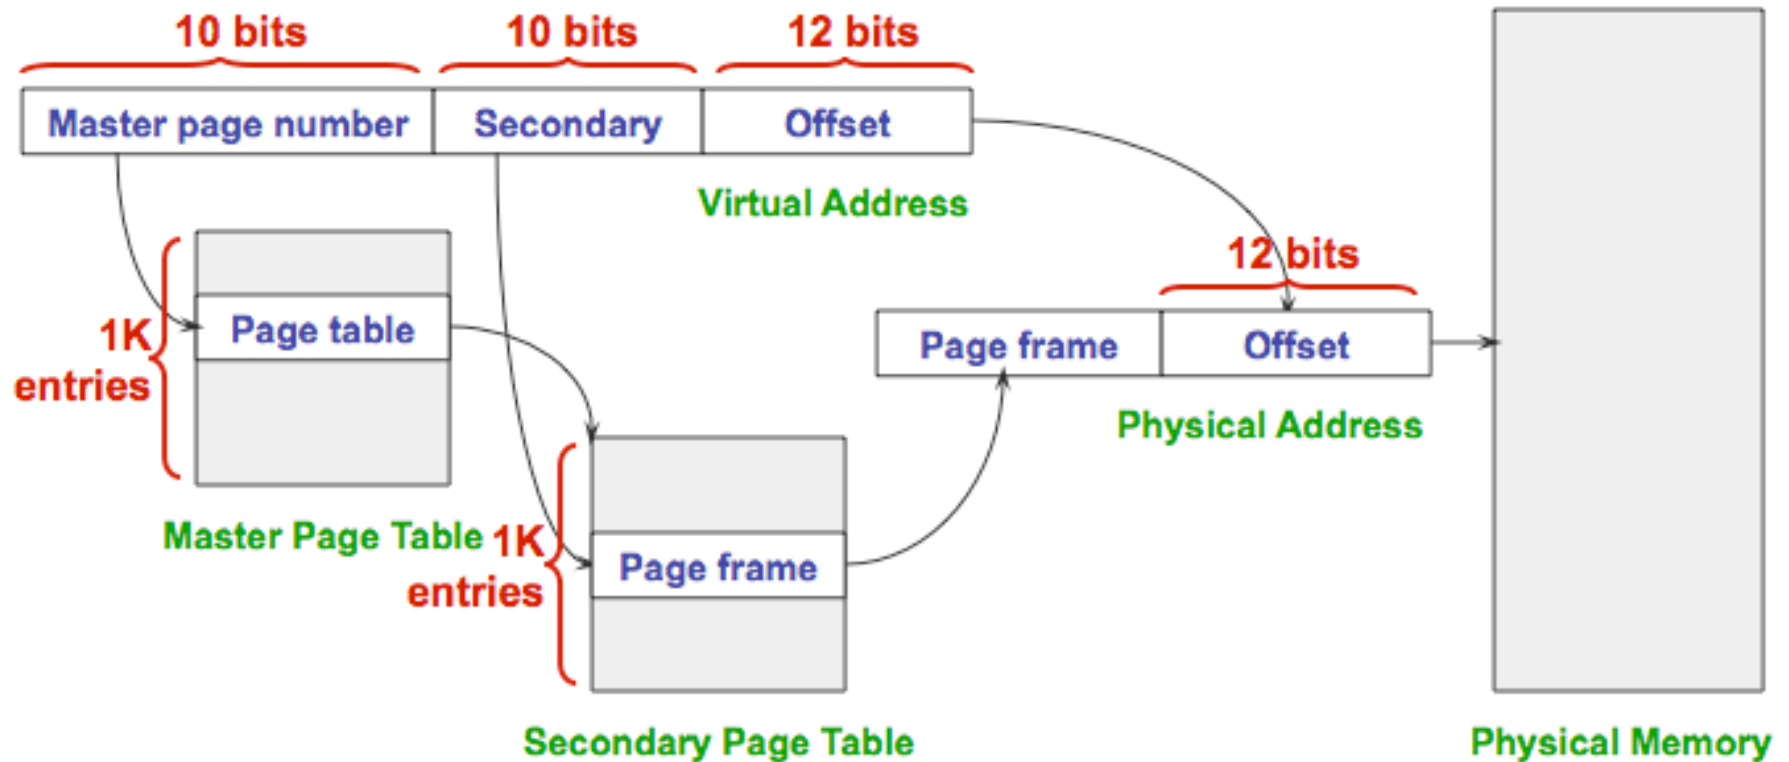 10 bits
10 bits
12 bits
Master page number
Secondary
Offset
Virtual Address
12 bits
1K
entries
Page table
Page frame
Offset
Physical Address
Master Page Table
1K
entries
Page frame
Secondary Page Table
Physical Memory